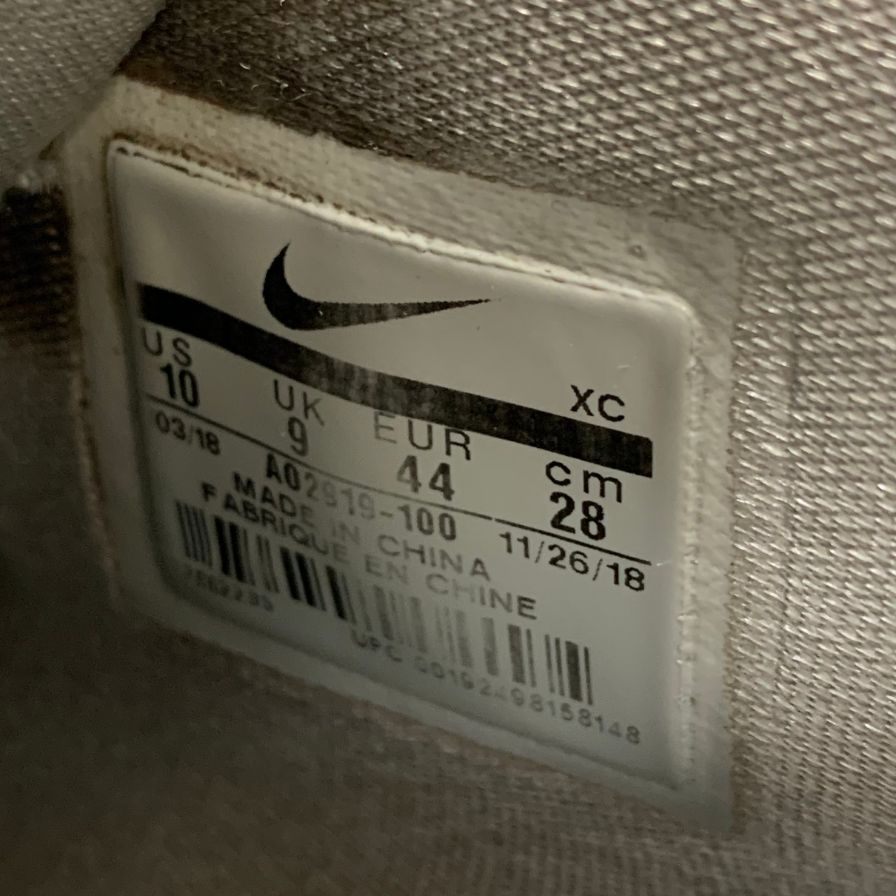 XC
US UK EUR cm
10 9 44 28
03/18 A02919-100 11/26/18
MADE IN CHINA
FABRIQUE EN CHINE
UPC 00192498158148